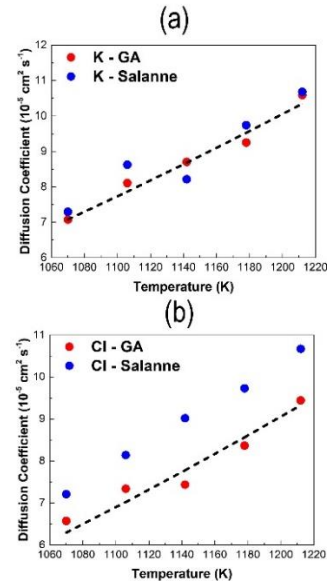 (a)
Diffusion Coefficient (10⁻⁵ cm² s⁻¹)
12
11
10
9
8
7
6
K - GA
K - Salanne
1060 1080 1100 1120 1140 1160 1180 1200 1220
Temperature (K)
(b)
Diffusion Coefficient (10⁻⁵ cm² s⁻¹)
11
10
9
8
7
6
5
Cl - GA
Cl - Salanne
1060 1080 1100 1120 1140 1160 1180 1200 1220
Temperature (K)